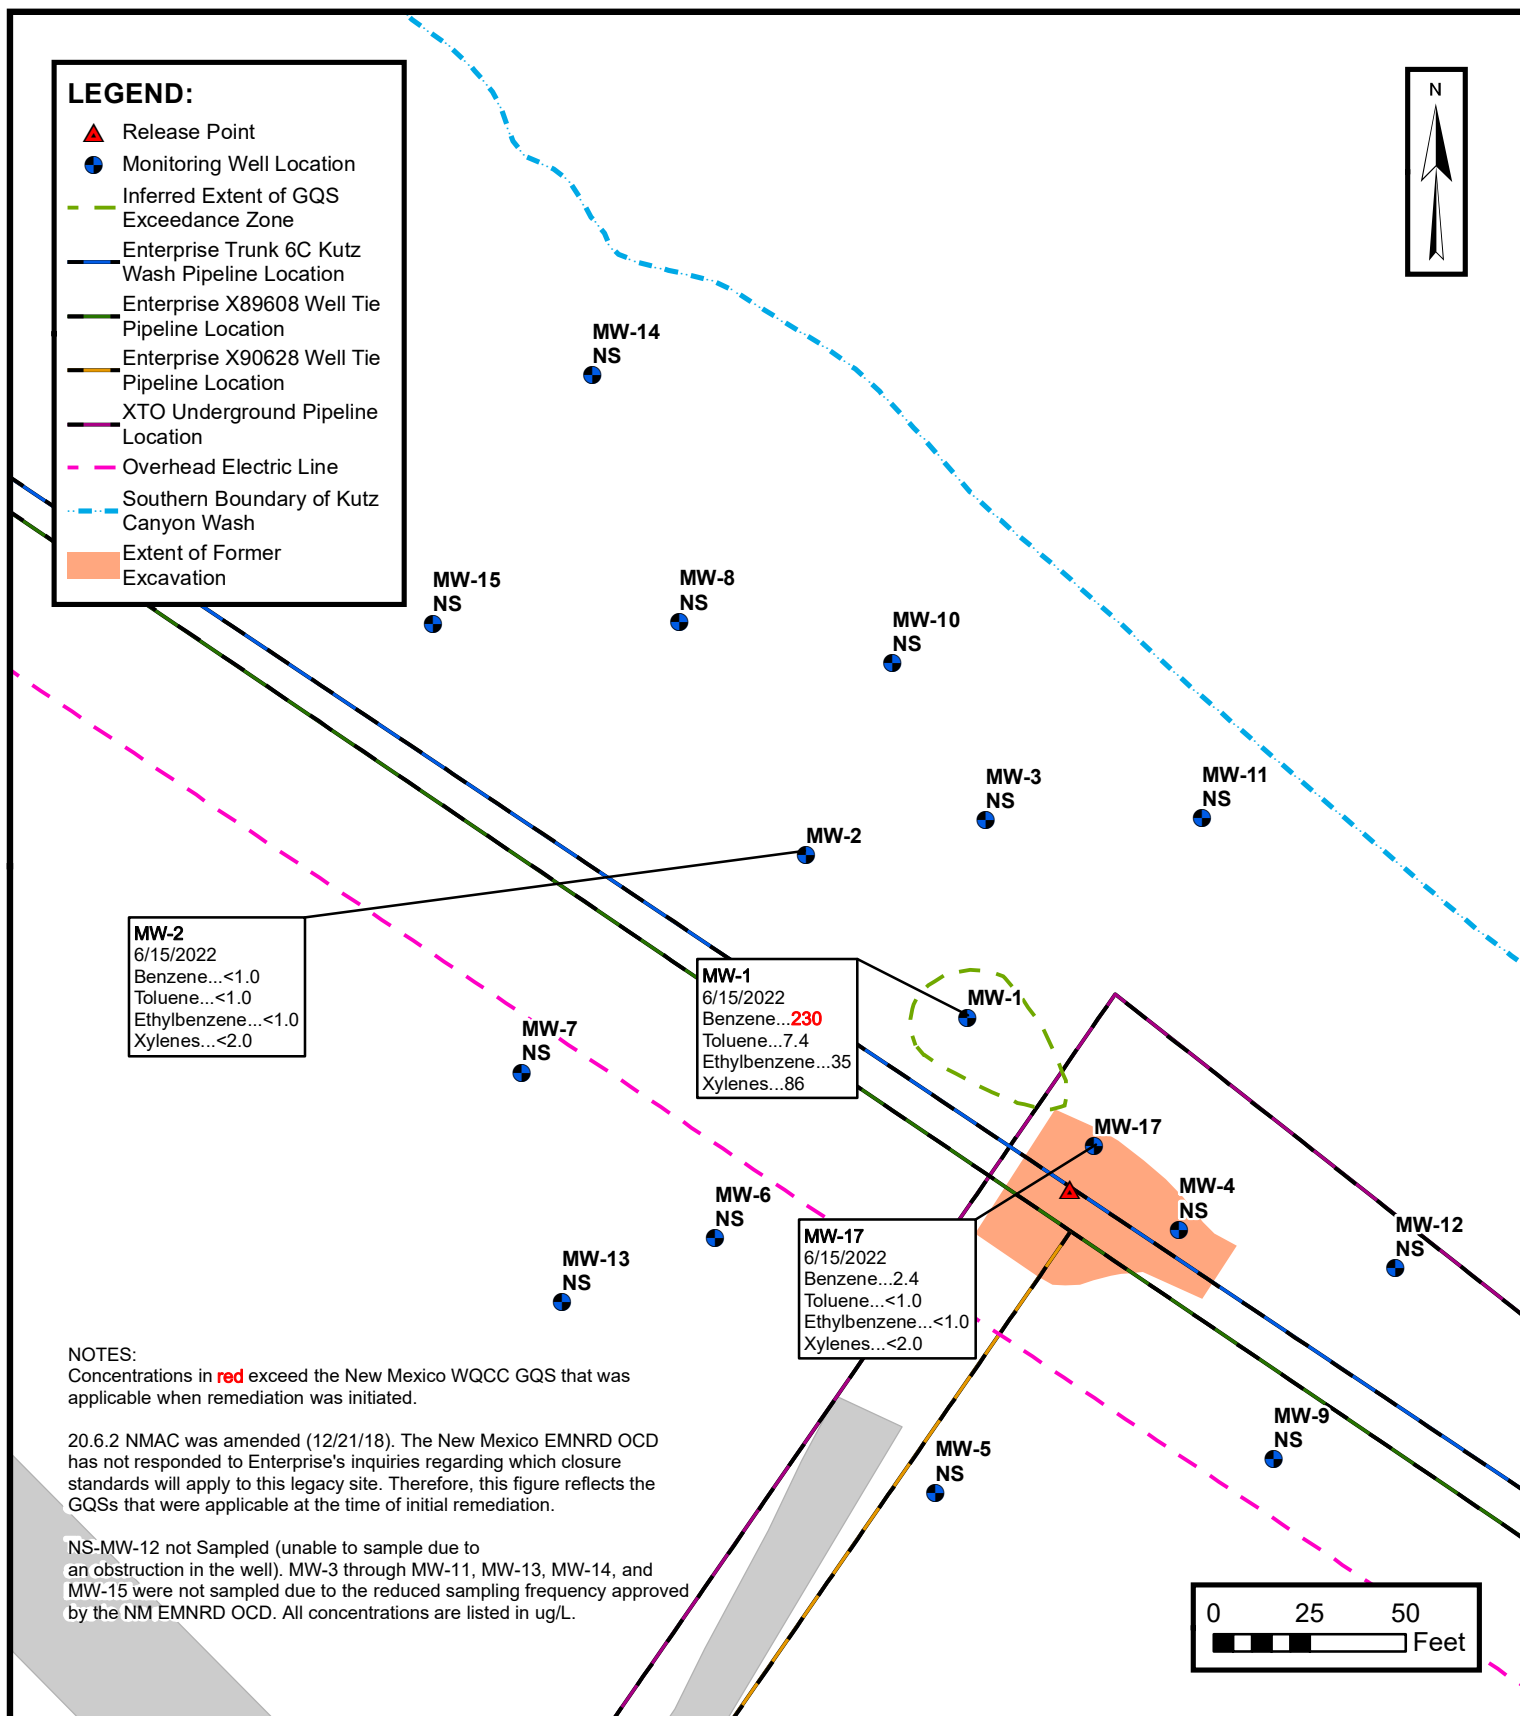 LEGEND:
Release Point
Monitoring Well Location
Inferred Extent of GQS
Exceedance Zone
Enterprise Trunk 6C Kutz
Wash Pipeline Location
Enterprise X89608 Well Tie
Pipeline Location
Enterprise X90628 Well Tie
Pipeline Location
XTO Underground Pipeline
Location
Overhead Electric Line
Southern Boundary of Kutz
Canyon Wash
Extent of Former
Excavation
N
MW-14
NS
MW-15
NS
MW-8
NS
MW-10
NS
MW-3
NS
MW-11
NS
MW-2
MW-2
6/15/2022
Benzene...<1.0
Toluene...<1.0
Ethylbenzene...<1.0
Xylenes...<2.0
MW-1
6/15/2022
Benzene...230
Toluene...7.4
Ethylbenzene...35
Xylenes...86
MW-1
MW-7
NS
MW-17
MW-4
NS
MW-6
NS
MW-12
NS
MW-13
NS
MW-17
6/15/2022
Benzene...2.4
Toluene...<1.0
Ethylbenzene...<1.0
Xylenes...<2.0
MW-9
NS
MW-5
NS
NOTES:
Concentrations in red exceed the New Mexico WQCC GQS that was
applicable when remediation was initiated.
20.6.2 NMAC was amended (12/21/18). The New Mexico EMNRD OCD
has not responded to Enterprise's inquiries regarding which closure
standards will apply to this legacy site. Therefore, this figure reflects the
GQSs that were applicable at the time of initial remediation.
NS-MW-12 not Sampled (unable to sample due to
an obstruction in the well). MW-3 through MW-11, MW-13, MW-14, and
MW-15 were not sampled due to the reduced sampling frequency approved
by the NM EMNRD OCD. All concentrations are listed in ug/L.
0 25 50
Feet